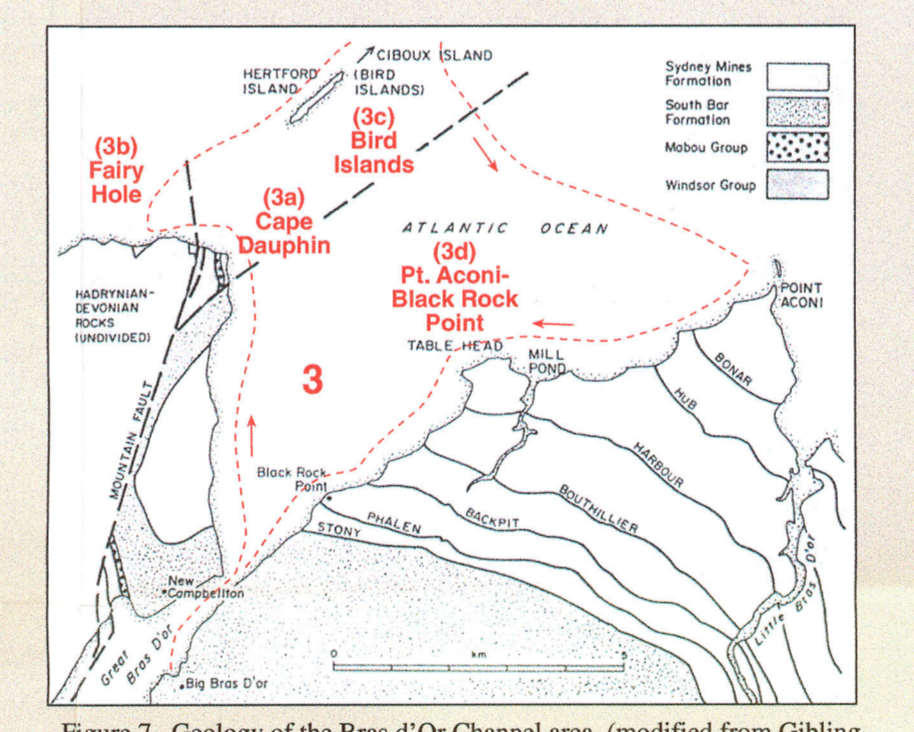 CIBOUX ISLAND
HERTFORD
ISLAND
(BIRD
ISLANDS)
Sydney Mines
Formation
South Bar
Formation
Mabou Group
Windsor Group
(3b)
Fairy
Hole
(3c)
Bird
Islands
(3a)
Cape
Dauphin
ATLANTIC OCEAN
(3d)
Pt. Aconi-
Black Rock
Point
HADRYNIAN-
DEVONIAN
ROCKS
(UNDIVIDED)
POINT
ACONI
TABLE HEAD
MILL
POND
BONAR
HUB
3
MOUNTAIN FAULT
HARBOUR
Black Rock
Point
BOUTHILLIER
BACKPIT
PHALEN
STONY
New
Campbellton
Great
Bras D'or
Little Bras D'or
0 km 5
Big Bras D'or
Figure 7. Geology of the Bras d'Or Channel area. (modified from Gibling